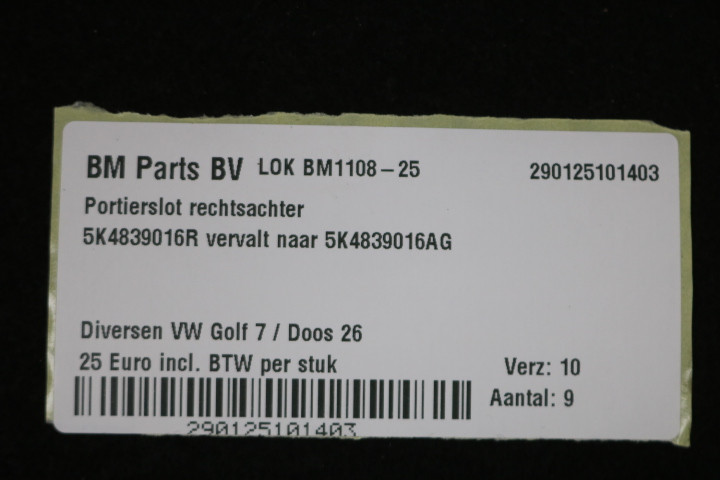 BM Parts BV LOK BM1108-25 290125101403
Portierslot rechtsachter
5K4839016R vervalt naar 5K4839016AG
Diversen VW Golf 7 / Doos 26
25 Euro incl. BTW per stuk Verz: 10
Aantal: 9
290125101403